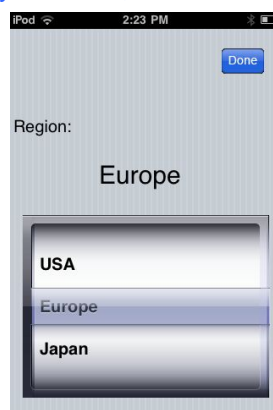 iPod 2:23 PM
Done
Region:
Europe
USA
Europe
Japan